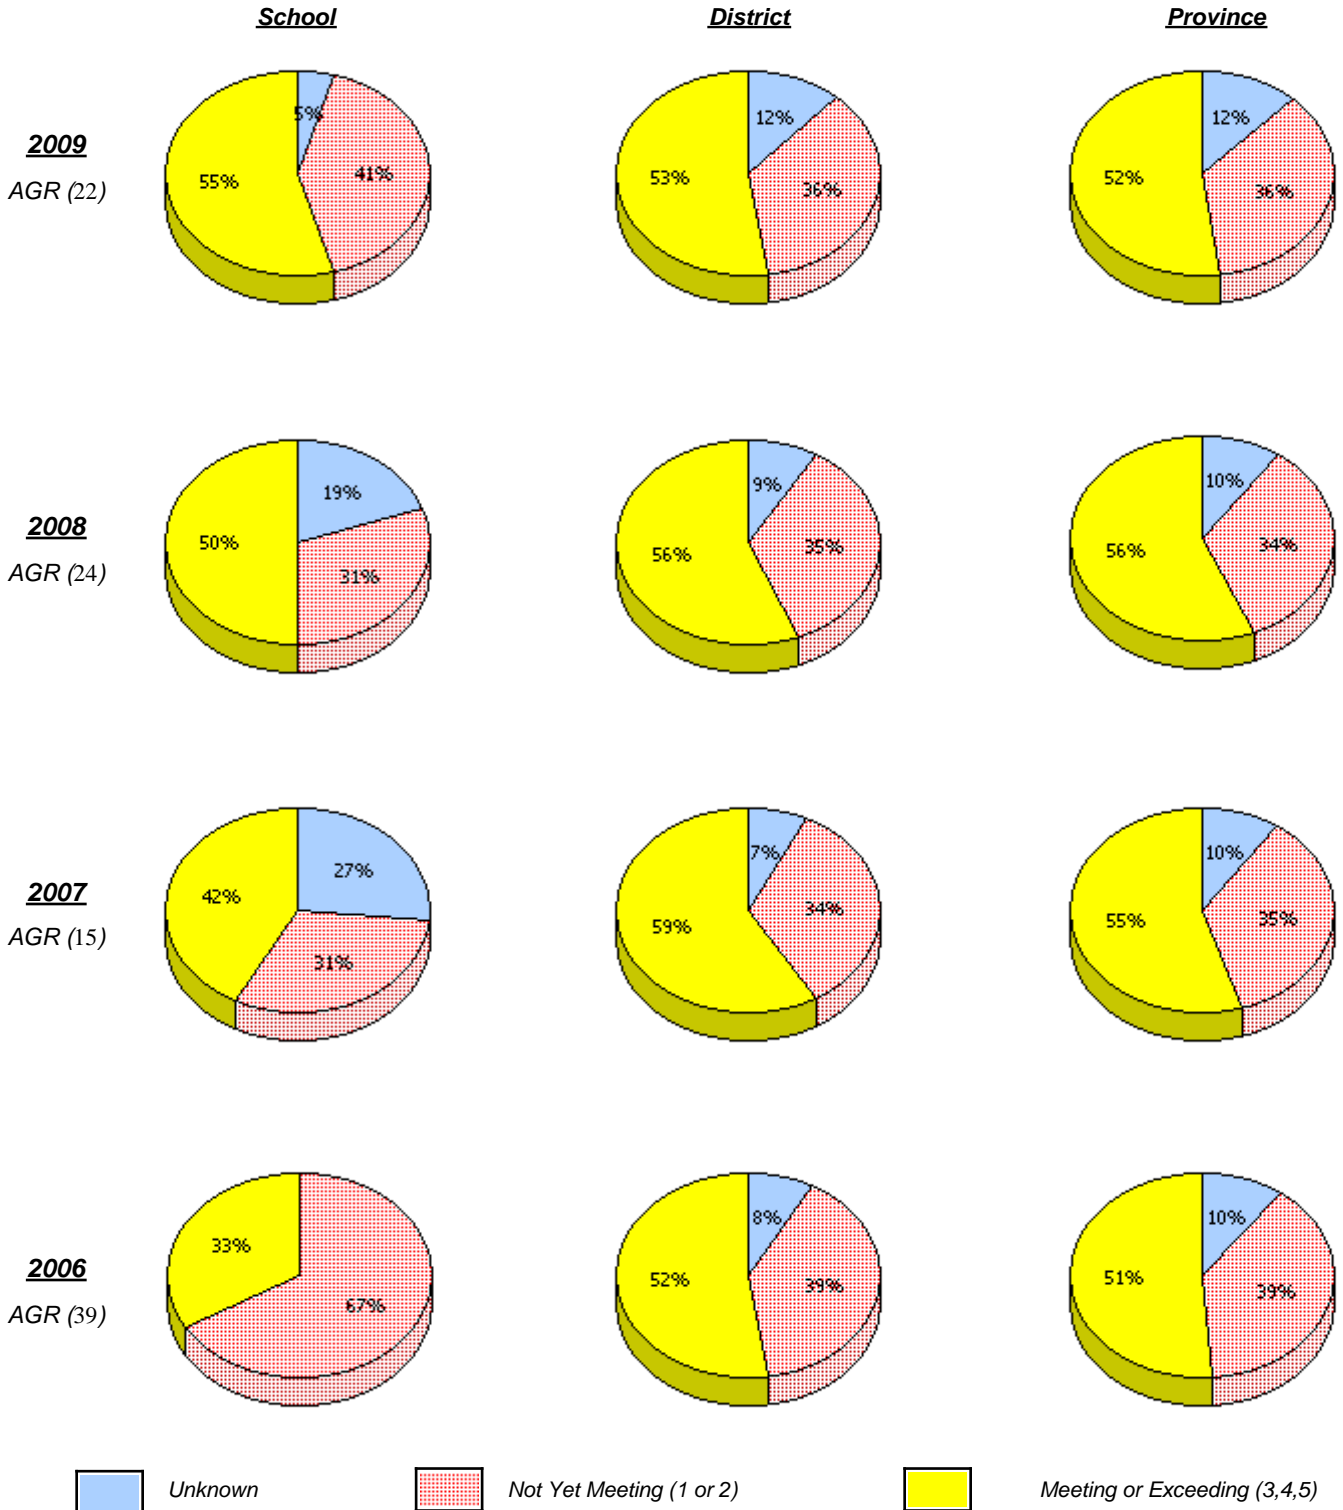 School District Province
5% 12% 12%
2009
55% 41% 53% 36% 52% 36%
AGR (22)
19% 9% 10%
2008
50% 31% 56% 35% 56% 34%
AGR (24)
27% 7% 10%
2007
42% 31% 59% 34% 55% 35%
AGR (15)
8% 10%
2006
33% 67% 52% 39% 51% 39%
AGR (39)
Unknown Not Yet Meeting (1 or 2) Meeting or Exceeding (3,4,5)